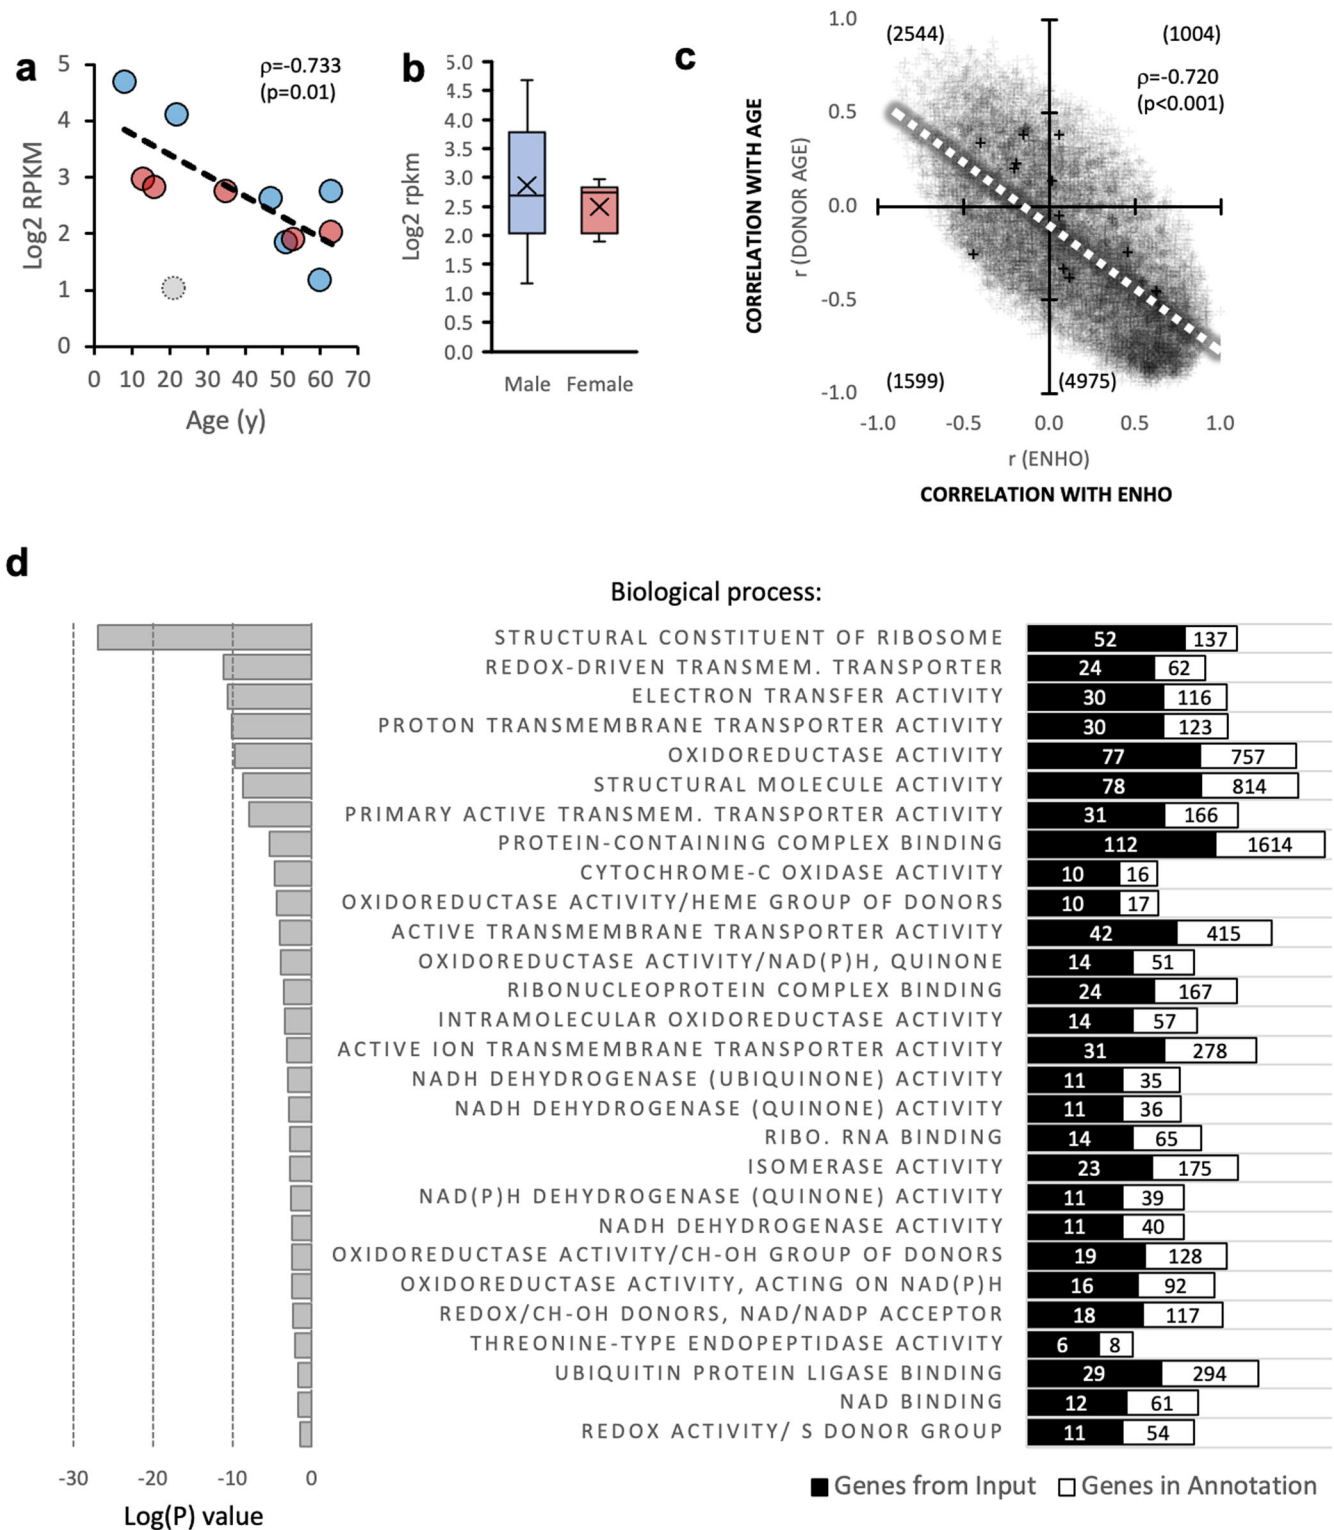 a
ρ=-0.733
(p=0.01)
5
4
3
2
1
0
Log2 RPKM
0 10 20 30 40 50 60 70
Age (y)
b
5.0
4.5
4.0
3.5
3.0
2.5
2.0
1.5
1.0
0.5
0.0
Log2 rpkm
Male Female
c
(2544) (1004)
ρ=-0.720
(p<0.001)
(1599) (4975)
1.0
0.5
0.0
-0.5
-1.0
CORRELATION WITH AGE
r (DONOR AGE)
-1.0 -0.5 0.0 0.5 1.0
r (ENHO)
CORRELATION WITH ENHO
d
Biological process:
STRUCTURAL CONSTITUENT OF RIBOSOME 52 137
REDOX-DRIVEN TRANSMEM. TRANSPORTER 24 62
ELECTRON TRANSFER ACTIVITY 30 116
PROTON TRANSMEMBRANE TRANSPORTER ACTIVITY 30 123
OXIDOREDUCTASE ACTIVITY 77 757
STRUCTURAL MOLECULE ACTIVITY 78 814
PRIMARY ACTIVE TRANSMEM. TRANSPORTER ACTIVITY 31 166
PROTEIN-CONTAINING COMPLEX BINDING 112 1614
CYTOCHROME-C OXIDASE ACTIVITY 10 16
OXIDOREDUCTASE ACTIVITY/HEME GROUP OF DONORS 10 17
ACTIVE TRANSMEMBRANE TRANSPORTER ACTIVITY 42 415
OXIDOREDUCTASE ACTIVITY/NAD(P)H, QUINONE 14 51
RIBONUCLEOPROTEIN COMPLEX BINDING 24 167
INTRAMOLECULAR OXIDOREDUCTASE ACTIVITY 14 57
ACTIVE ION TRANSMEMBRANE TRANSPORTER ACTIVITY 31 278
NADH DEHYDROGENASE (UBIQUINONE) ACTIVITY 11 35
NADH DEHYDROGENASE (QUINONE) ACTIVITY 11 36
RIBO. RNA BINDING 14 65
ISOMERASE ACTIVITY 23 175
NAD(P)H DEHYDROGENASE (QUINONE) ACTIVITY 11 39
NADH DEHYDROGENASE ACTIVITY 11 40
OXIDOREDUCTASE ACTIVITY/CH-OH GROUP OF DONORS 19 128
OXIDOREDUCTASE ACTIVITY, ACTING ON NAD(P)H 16 92
REDOX/CH-OH DONORS, NAD/NADP ACCEPTOR 18 117
THREONINE-TYPE ENDOPEPTIDASE ACTIVITY 6 8
UBIQUITIN PROTEIN LIGASE BINDING 29 294
NAD BINDING 12 61
REDOX ACTIVITY/ S DONOR GROUP 11 54
-30 -20 -10 0
Log(P) value
Genes from Input Genes in Annotation